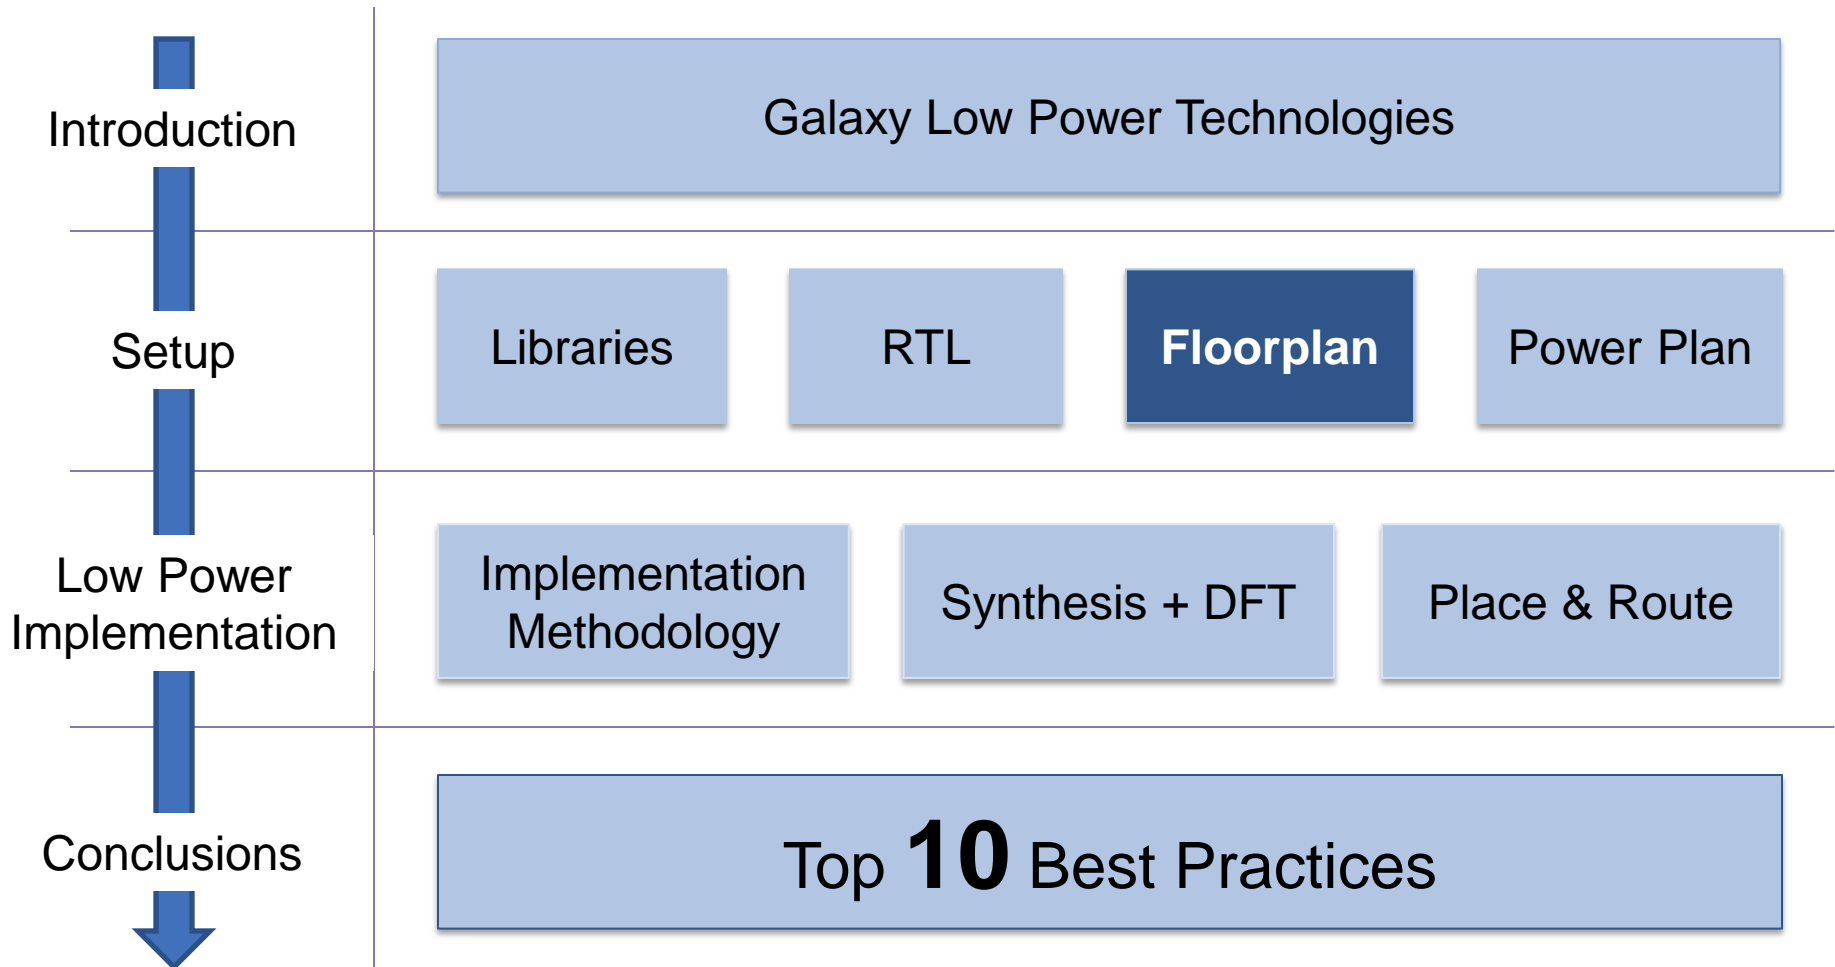 Introduction
Galaxy Low Power Technologies
Setup
Libraries
RTL
Floorplan
Power Plan
Low Power
Implementation
Implementation
Methodology
Synthesis + DFT
Place & Route
Conclusions
Top 10 Best Practices